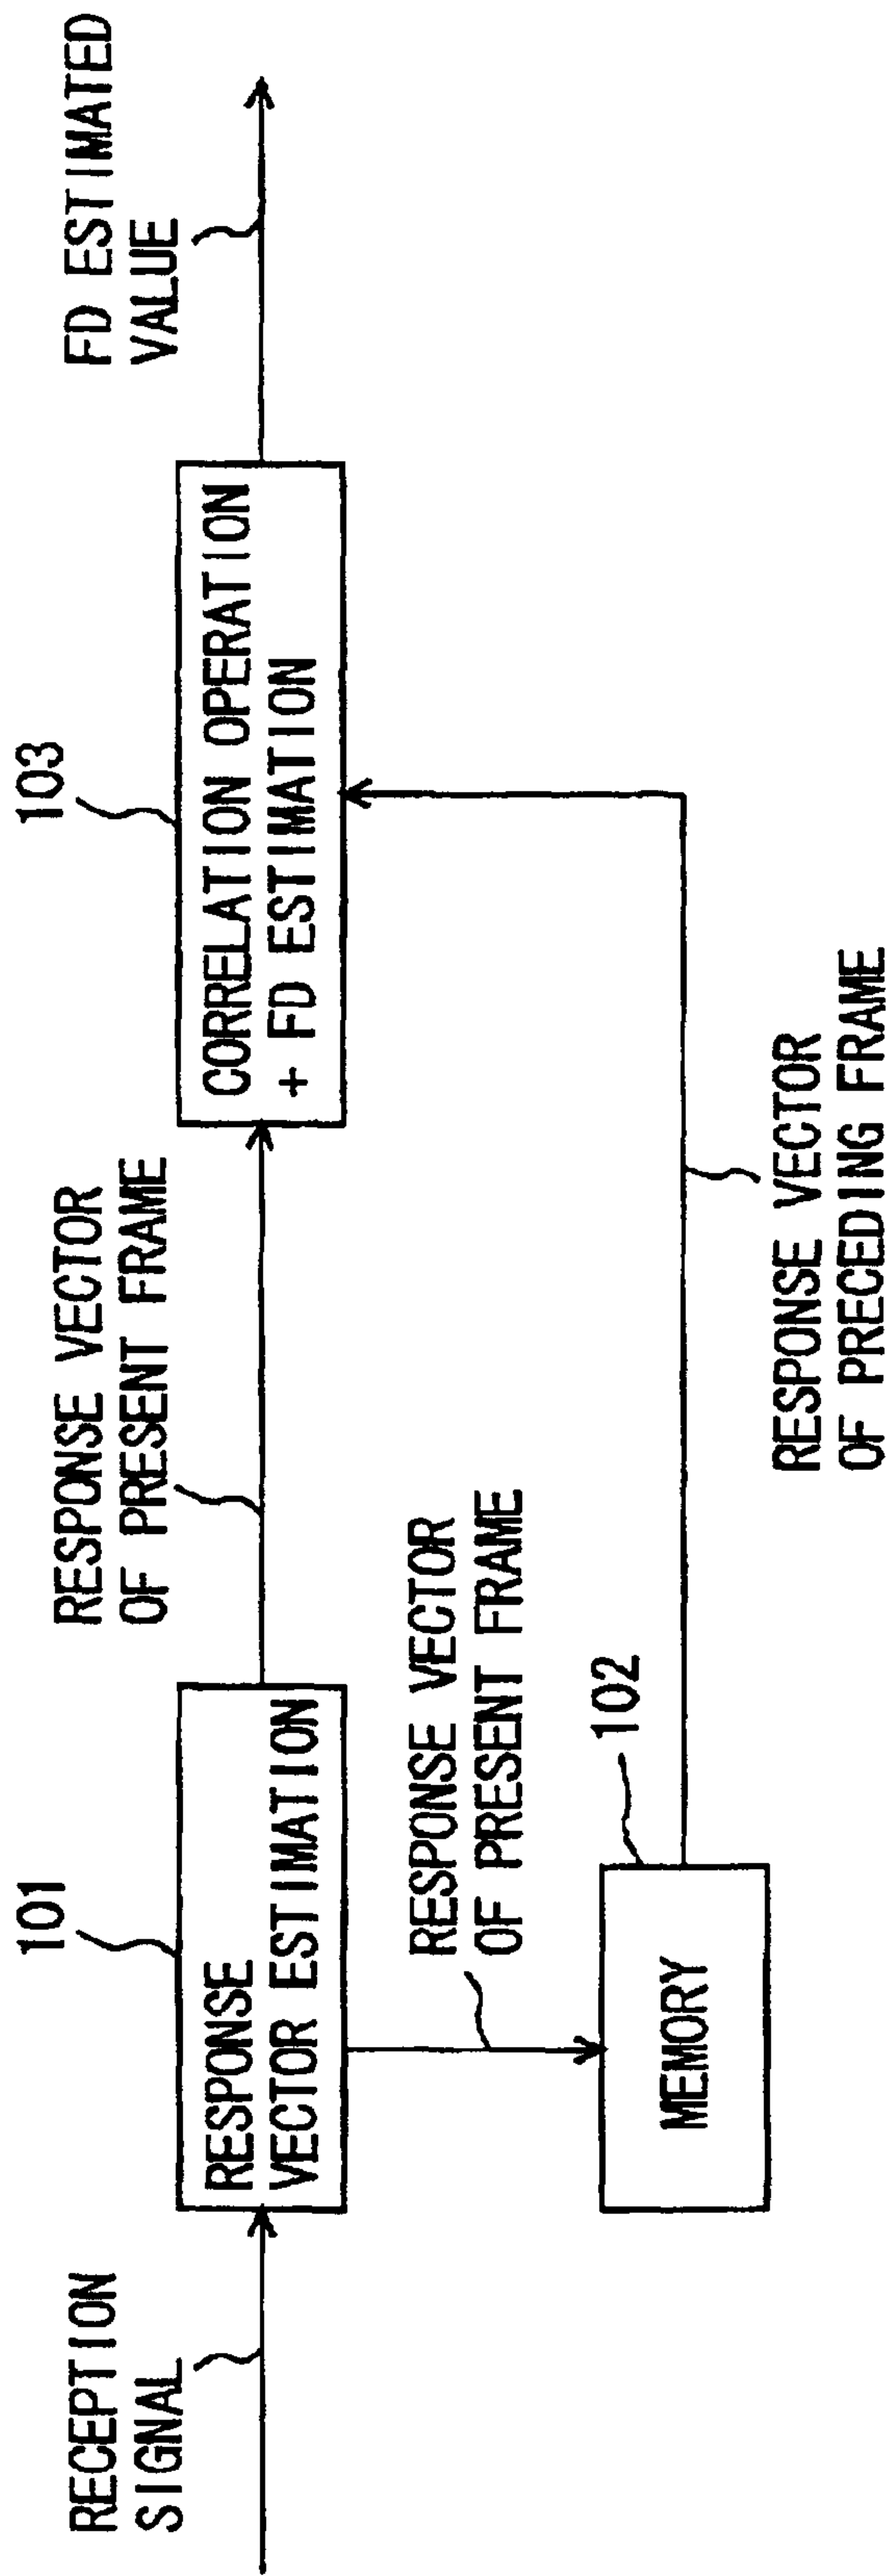 RECEPTION
SIGNAL
101
RESPONSE
VECTOR ESTIMATION
RESPONSE VECTOR
OF PRESENT FRAME
103
CORRELATION OPERATION
+ FD ESTIMATION
FD ESTIMATED
VALUE
RESPONSE VECTOR
OF PRESENT FRAME
102
MEMORY
RESPONSE VECTOR
OF PRECEDING FRAME